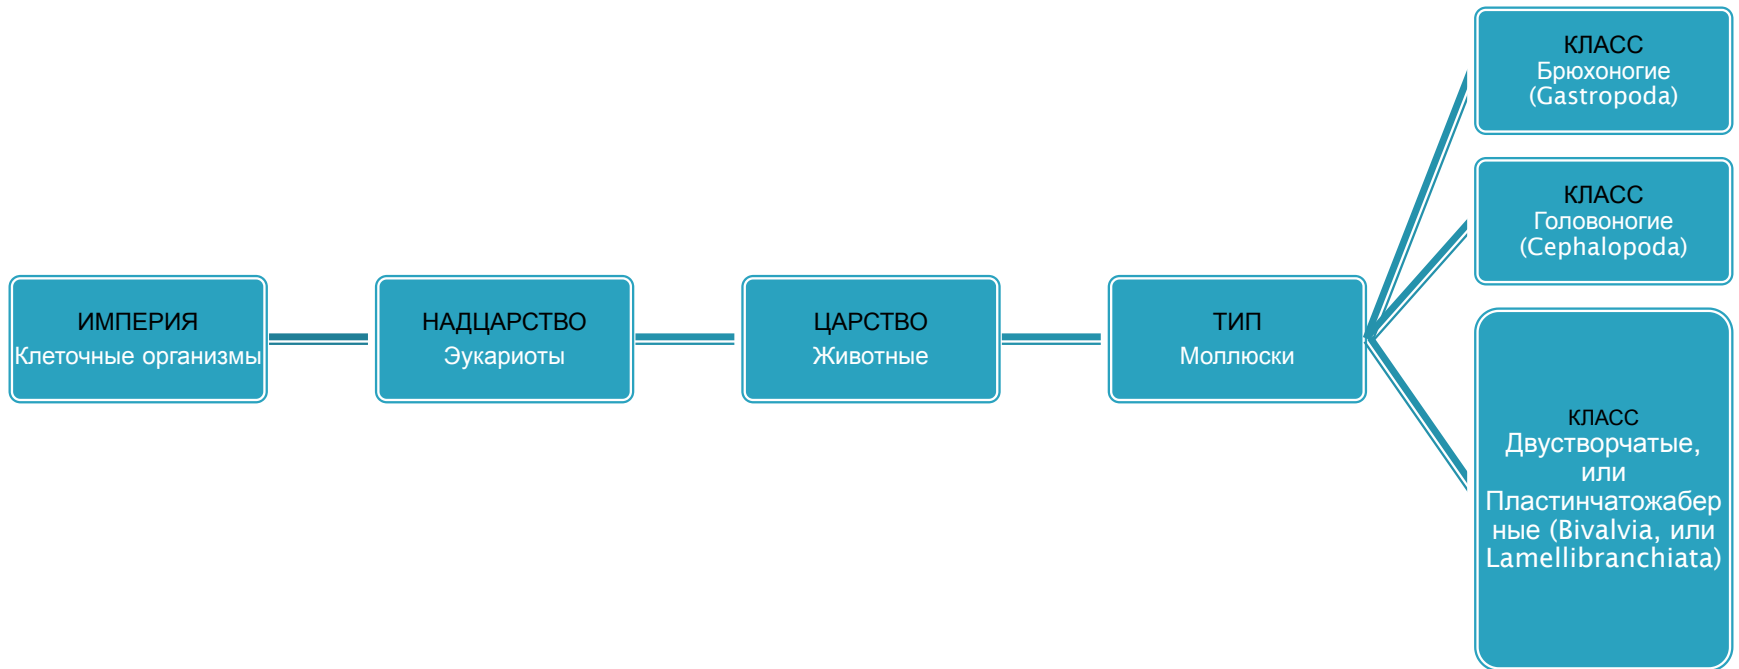 ИМПЕРИЯ
Клеточные организмы
НАДЦАРСТВО
Эукариоты
ЦАРСТВО
Животные
ТИП
Моллюски
КЛАСС
Брюхоногие
(Gastropoda)
КЛАСС
Головоногие
(Cephalopoda)
КЛАСС
Двустворчатые,
или
Пластинчатожабер
ные (Bivalvia, или
Lamellibranchiata)